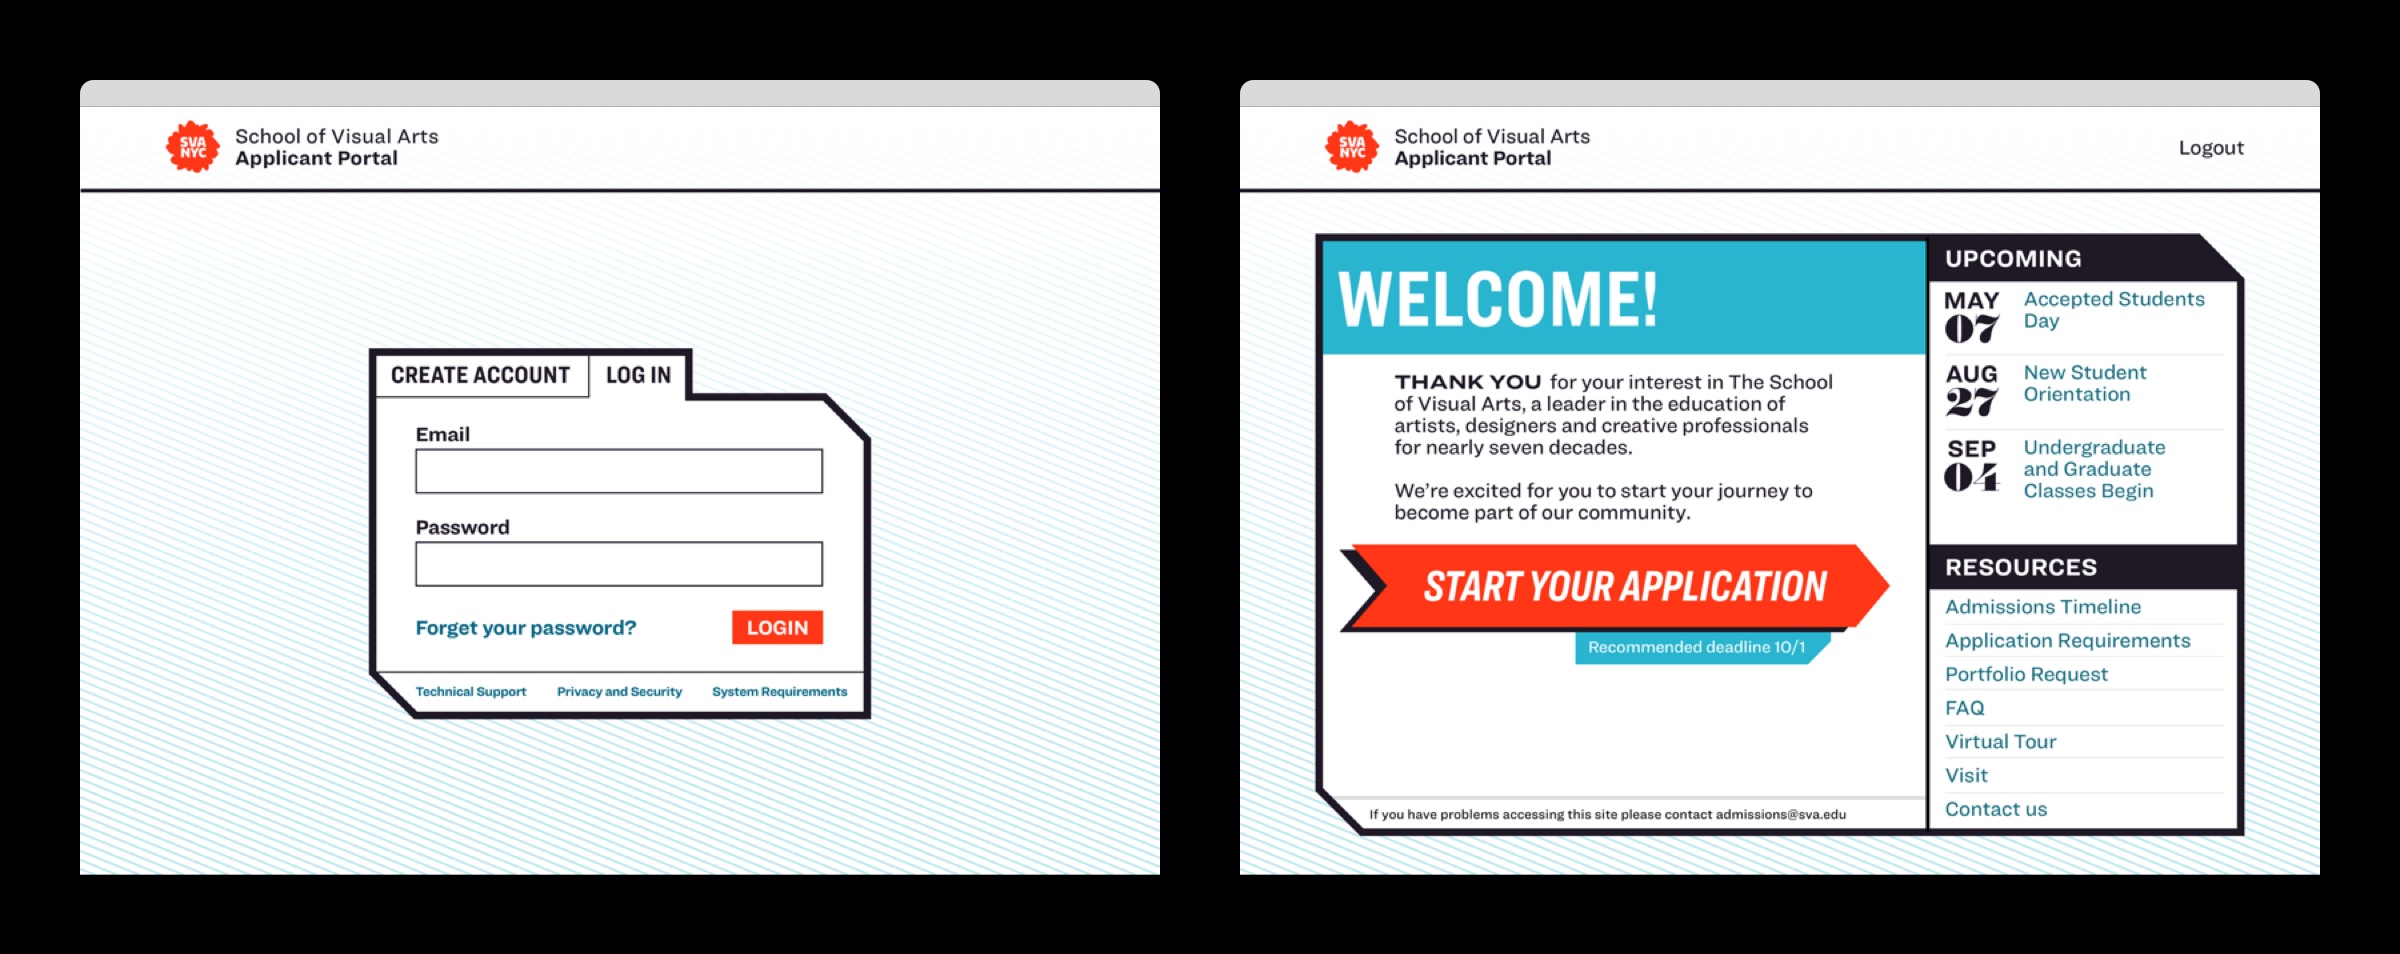 SVA
NYC
School of Visual Arts
Applicant Portal
CREATE ACCOUNT
LOG IN
Email
Password
Forget your password?
LOGIN
Technical Support
Privacy and Security
System Requirements
SVA
NYC
School of Visual Arts
Applicant Portal
Logout
WELCOME!
THANK YOU for your interest in The School
of Visual Arts, a leader in the education of
artists, designers and creative professionals
for nearly seven decades.
We’re excited for you to start your journey to
become part of our community.
START YOUR APPLICATION
Recommended deadline 10/1
If you have problems accessing this site please contact admissions@sva.edu
UPCOMING
MAY
07
Accepted Students
Day
AUG
27
New Student
Orientation
SEP
04
Undergraduate
and Graduate
Classes Begin
RESOURCES
Admissions Timeline
Application Requirements
Portfolio Request
FAQ
Virtual Tour
Visit
Contact us